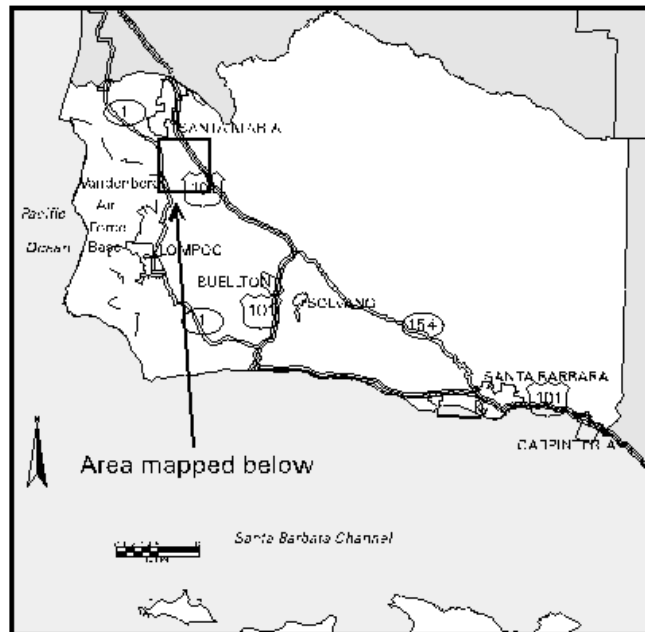 1
SANTA MARIA
Vandenberg
101
Air
Pacific
Force
Ocean
Base
LOMPOC
BUELLTON
101
SOLVANG
1
154
SANTA BARBARA
101
CARPINTERIA
N
Area mapped below
Santa Barbara Channel